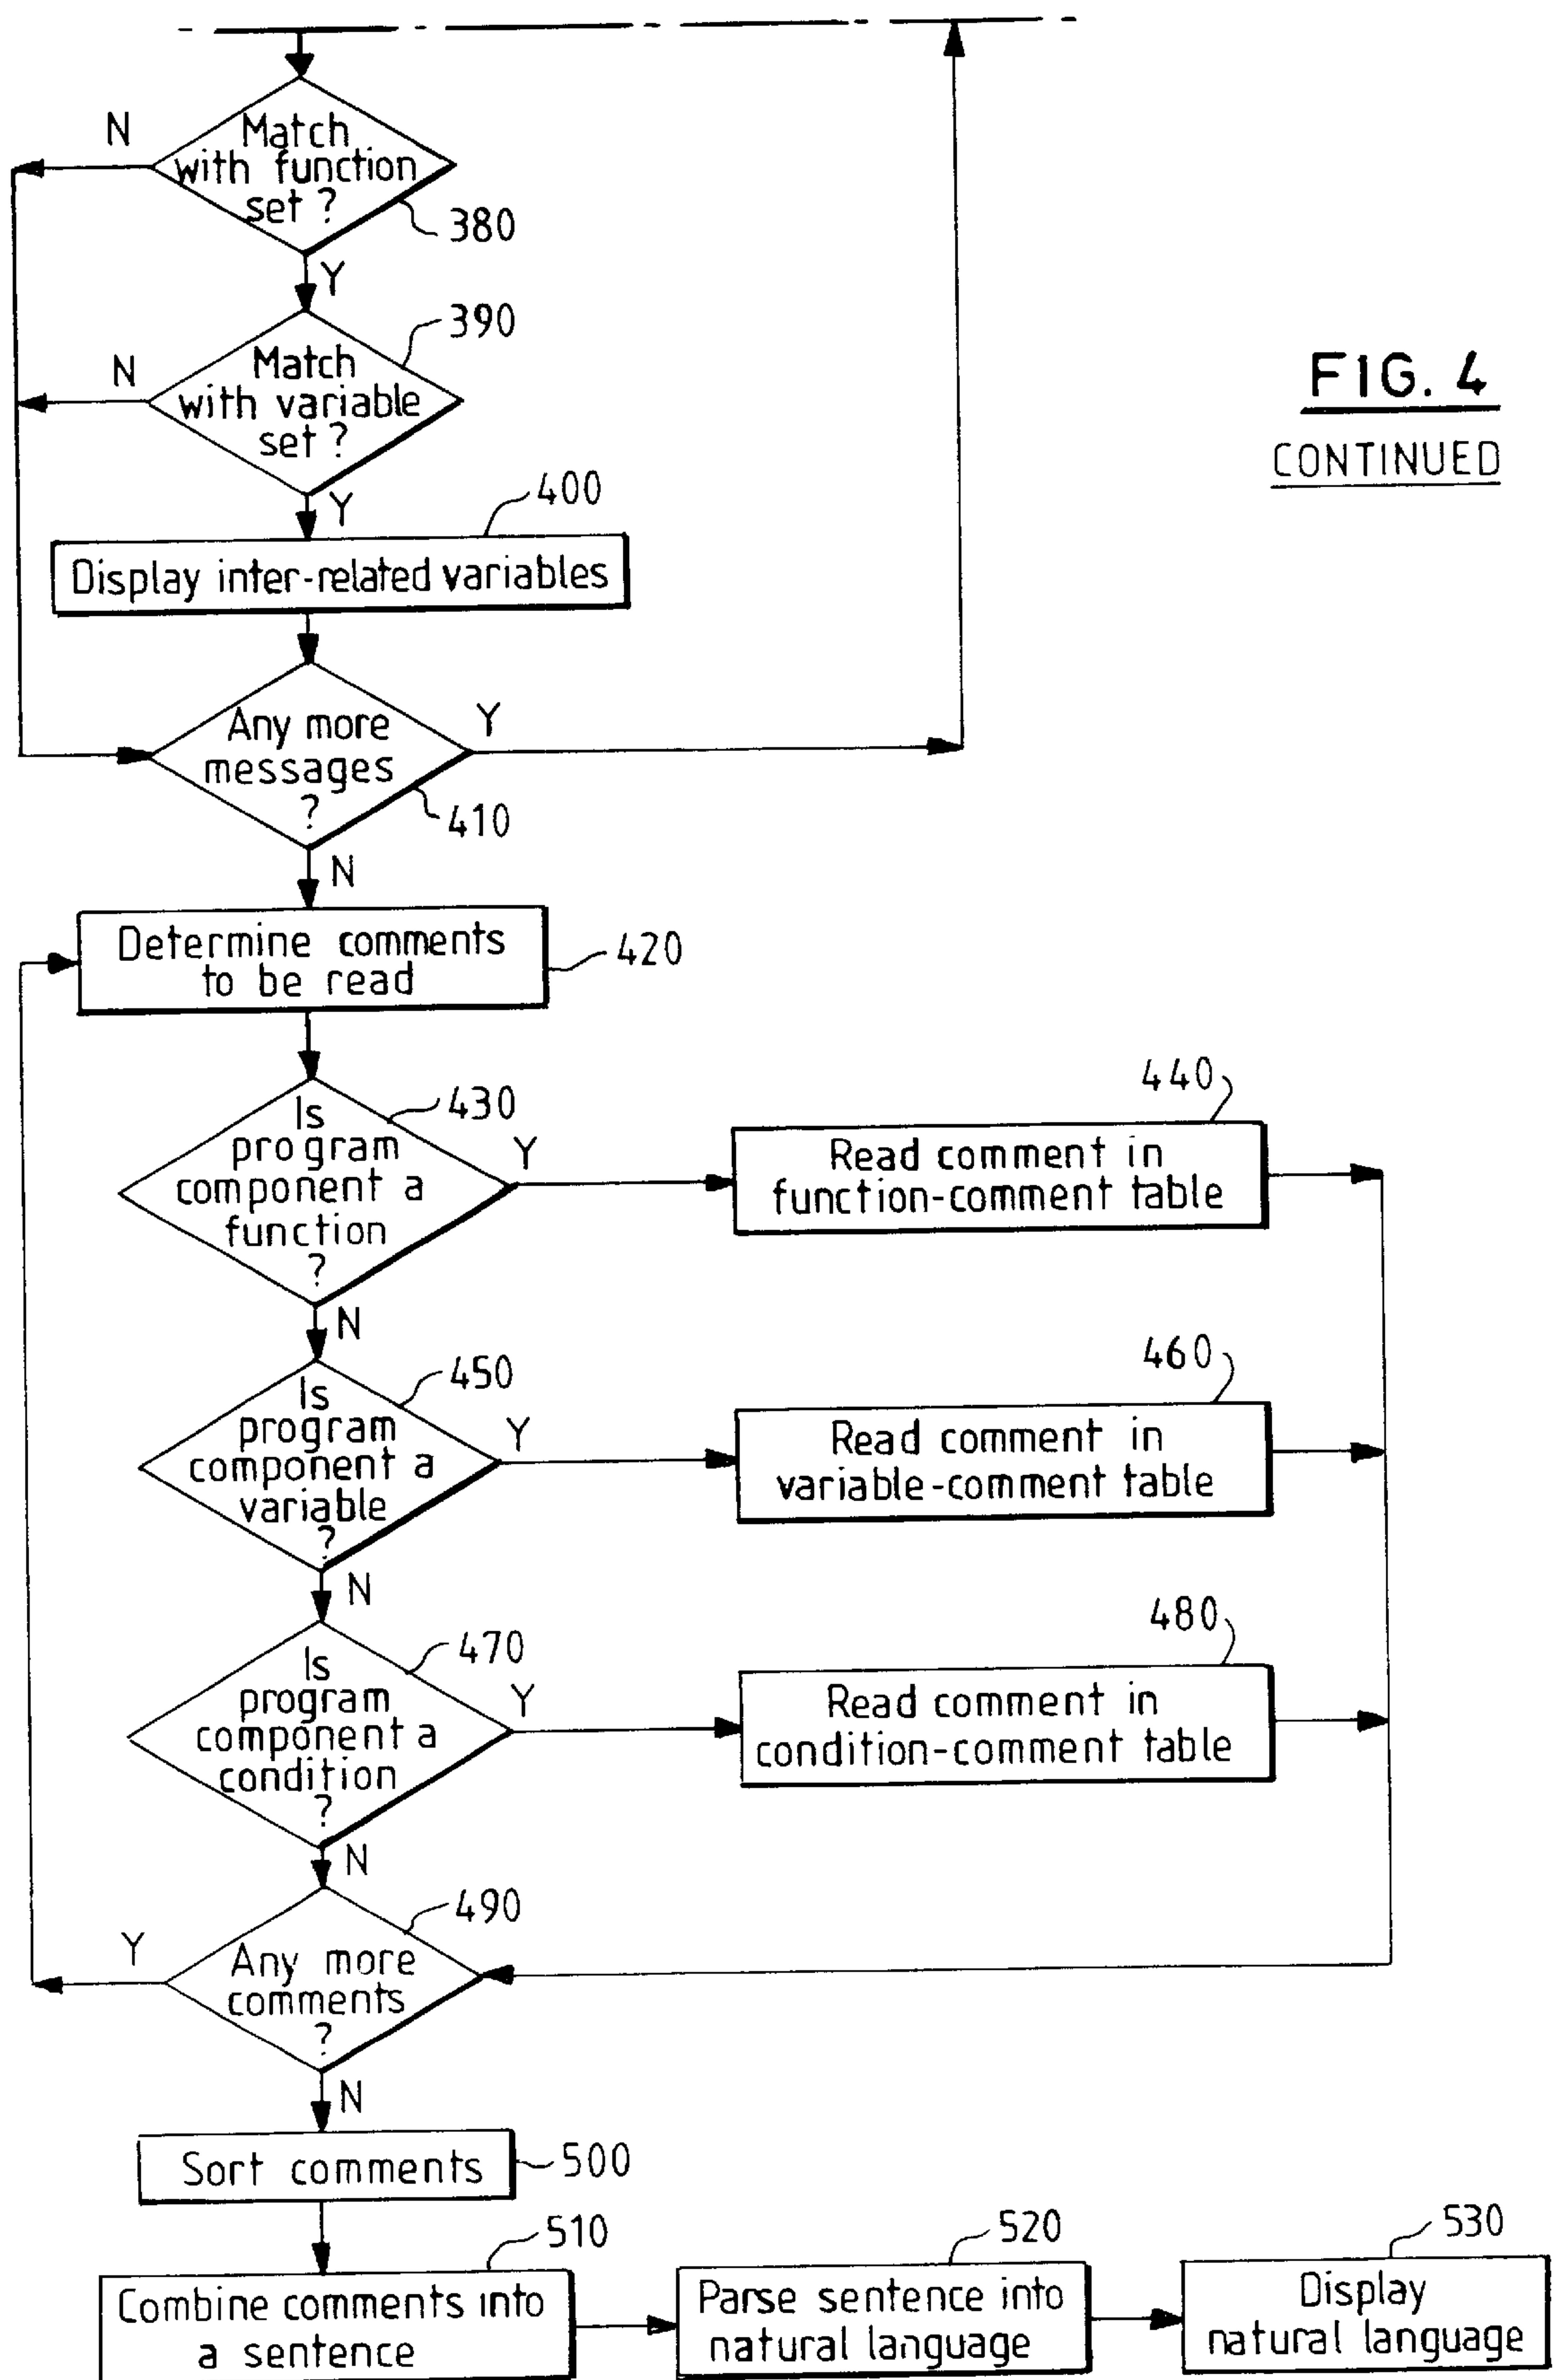 N
Match
with function
set ?
380
Y
390
N
Match
with variable
set ?
FIG. 4
CONTINUED
Y
400
Display inter-related variables
Any more
messages
?
Y
410
N
Determine comments
to be read
420
Is
program
component a
function
?
430
Y
440
Read comment in
function-comment table
N
Is
program
component a
variable
?
450
Y
460
Read comment in
variable-comment table
N
Is
program
component a
condition
?
470
Y
480
Read comment in
condition-comment table
N
490
Y
Any more
comments
?
N
Sort comments
500
510
Combine comments into
a sentence
520
Parse sentence into
natural language
530
Display
natural language